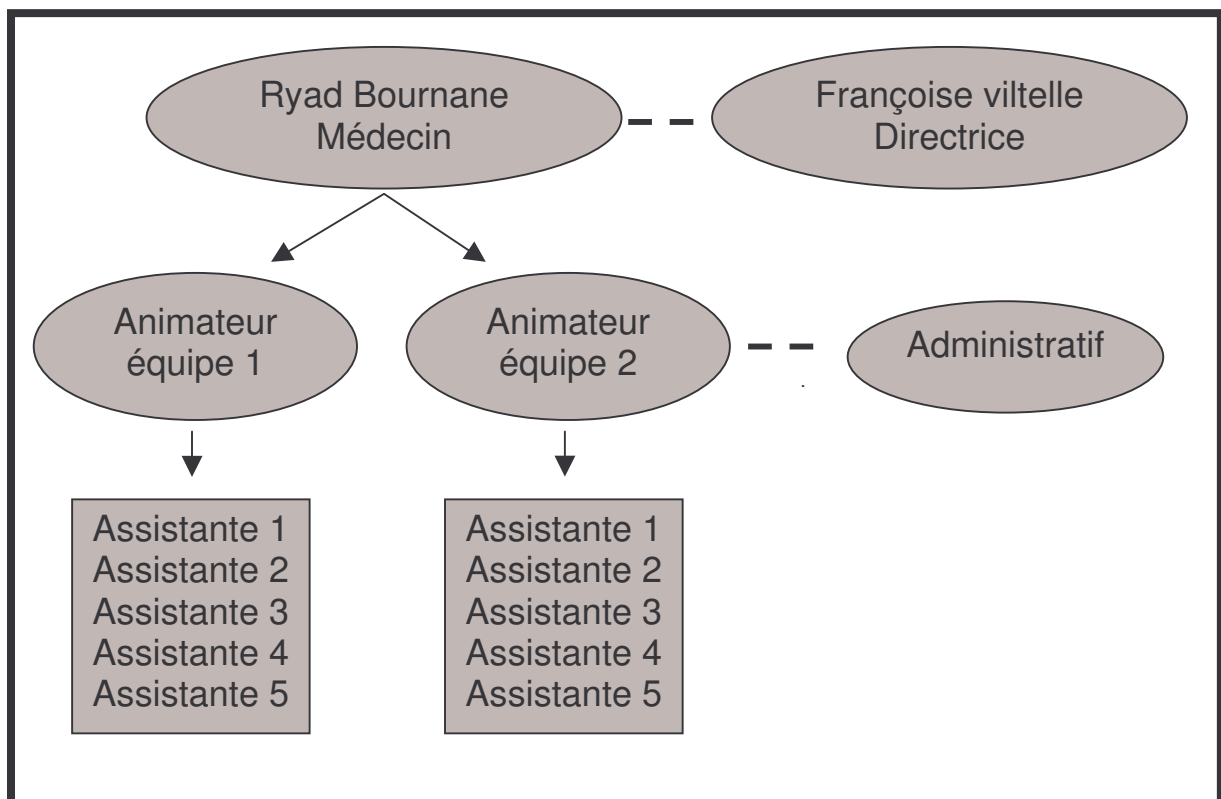 Ryad Bournane
Médecin
Françoise viltelle
Directrice
Animateur
équipe 1
Animateur
équipe 2
Administratif
Assistante 1
Assistante 2
Assistante 3
Assistante 4
Assistante 5
Assistante 1
Assistante 2
Assistante 3
Assistante 4
Assistante 5